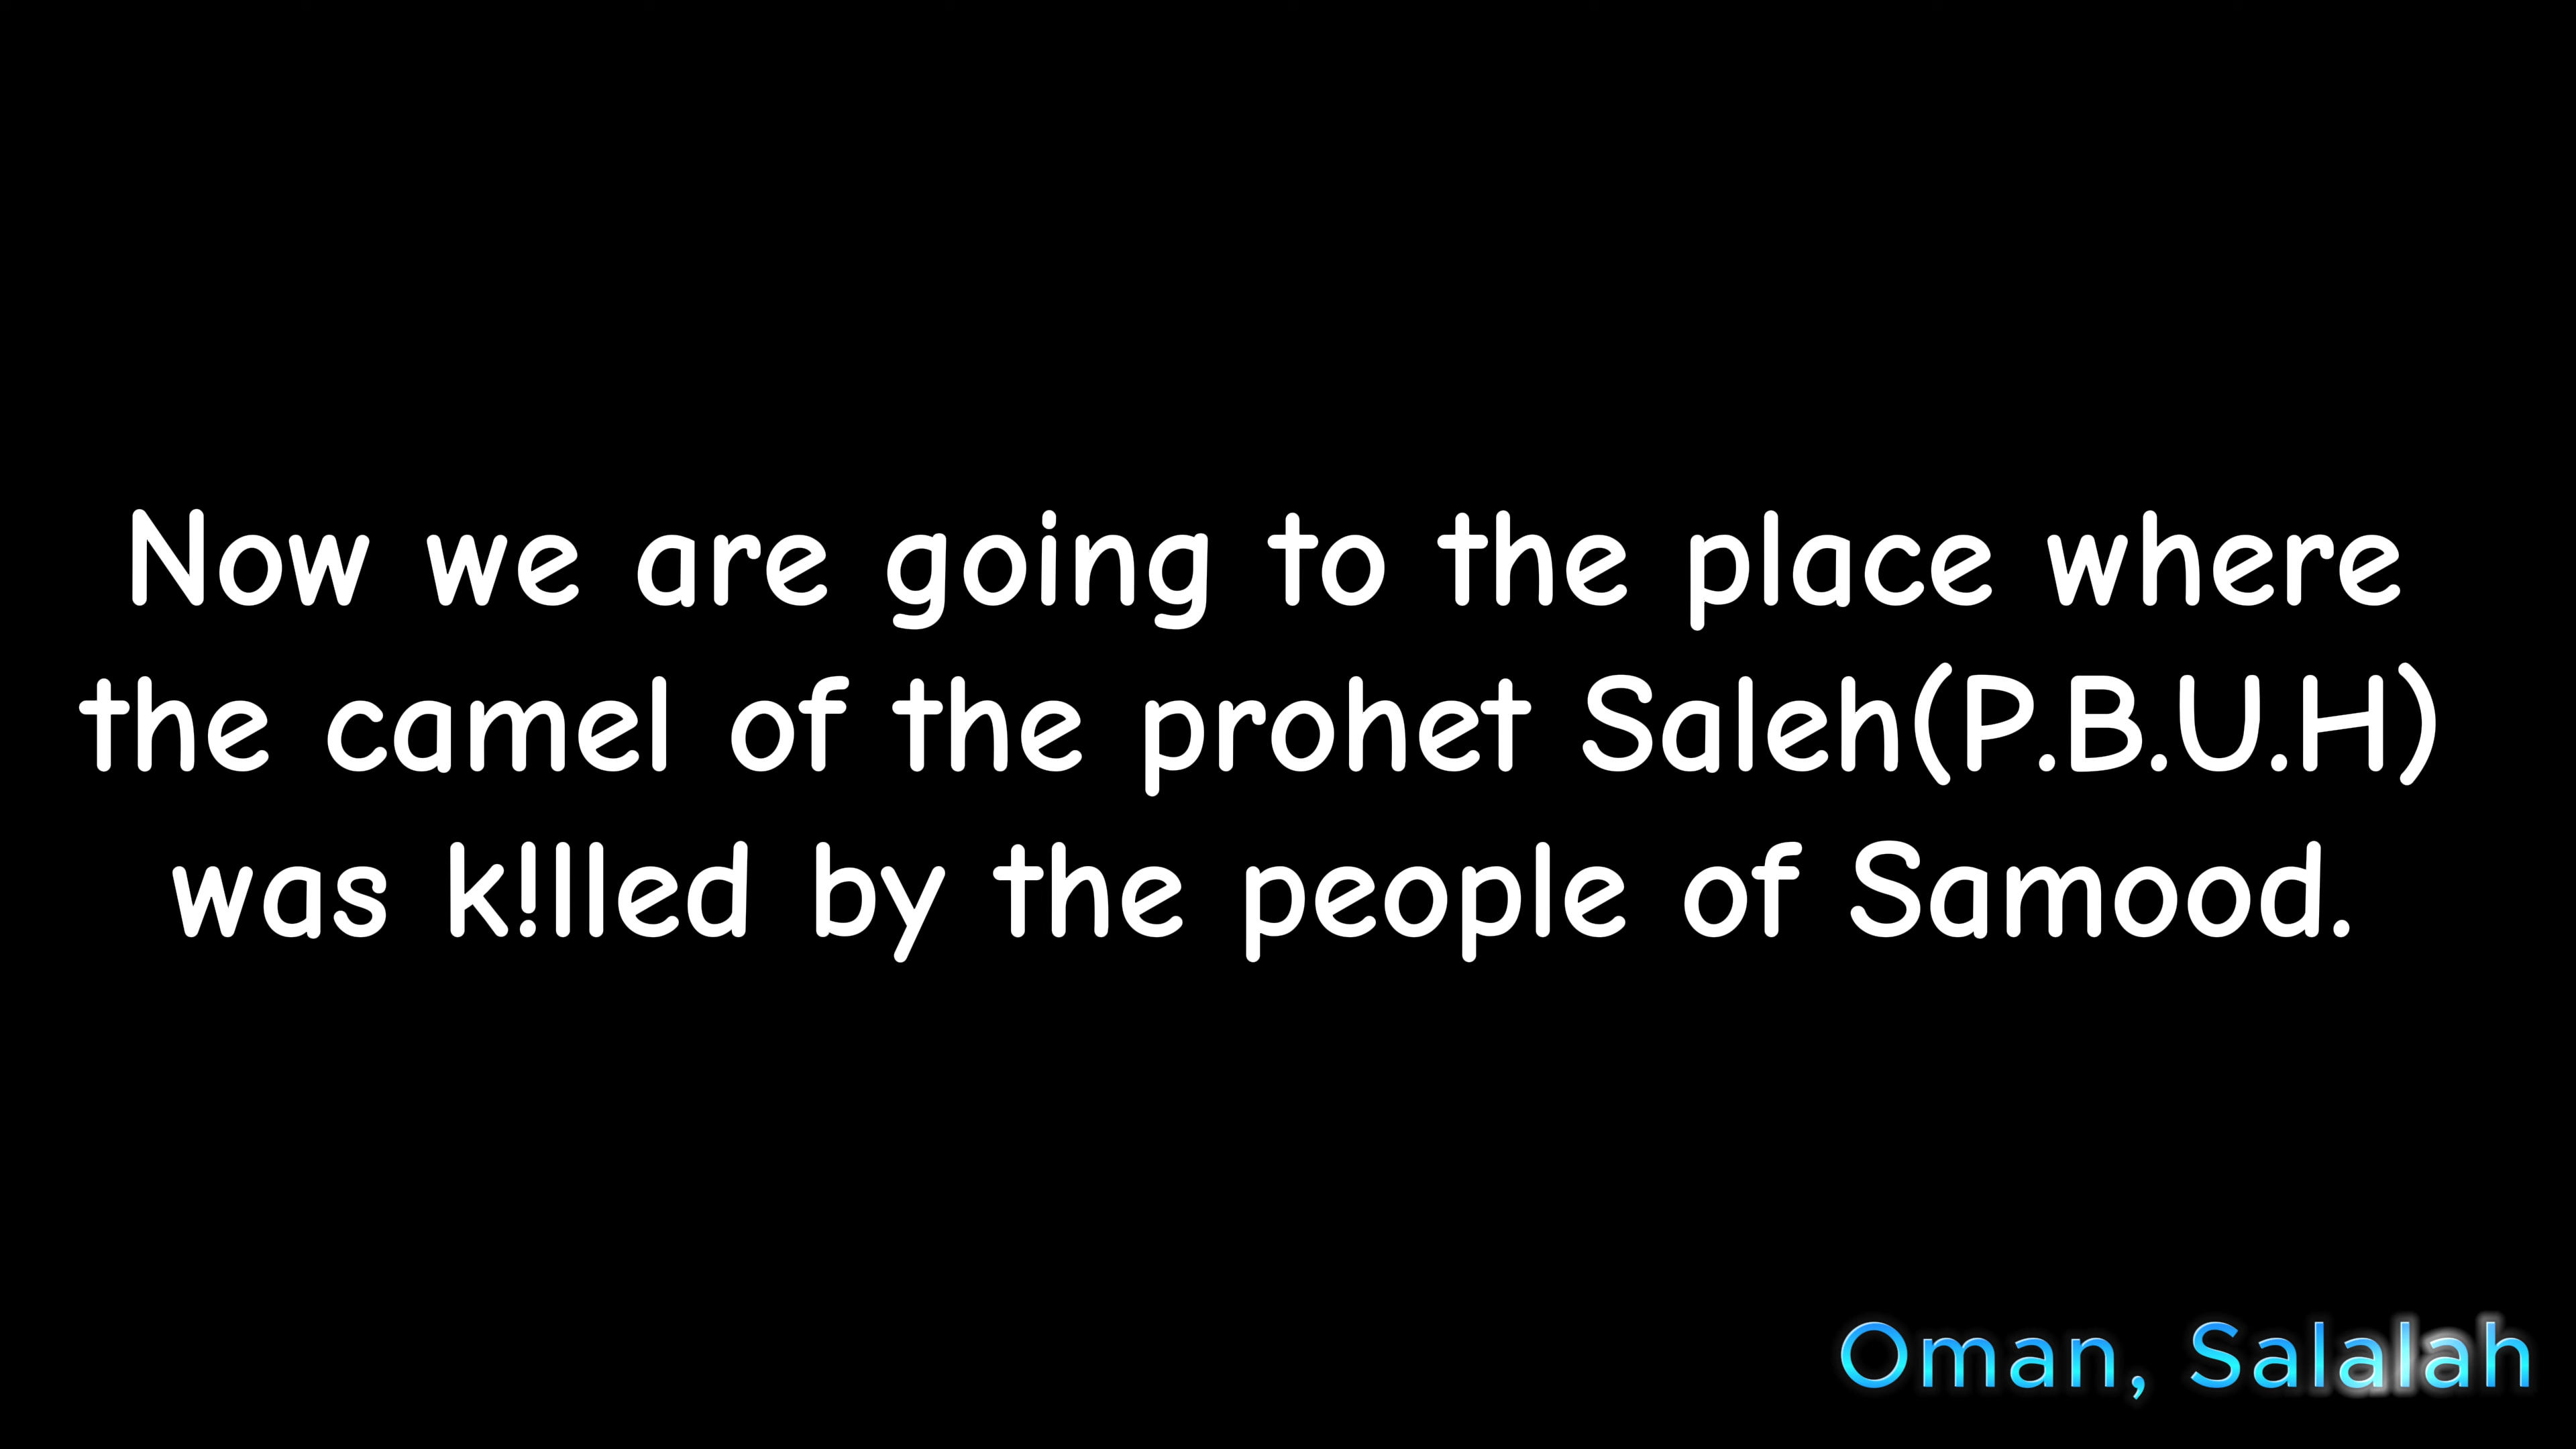 Now we are going to the place where
the camel of the prohet Saleh(P.B.U.H)
was k!lled by the people of Samood.
Oman, Salalah